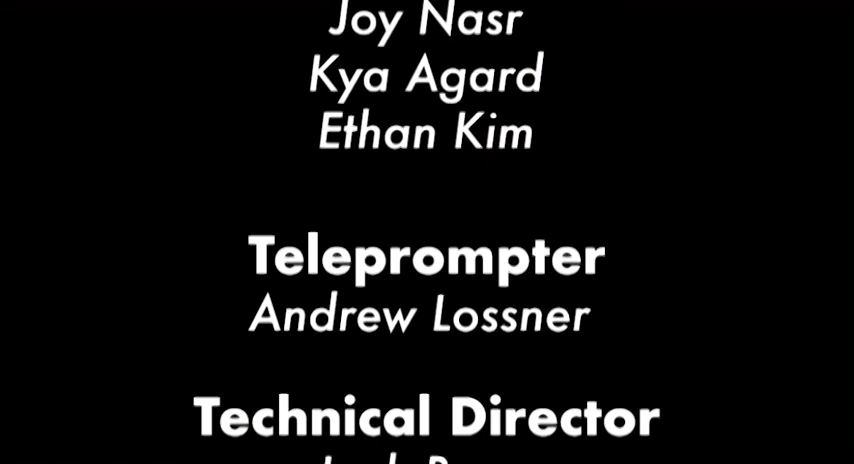 Joy Nasr
Kya Agard
Ethan Kim
Teleprompter
Andrew Lossner
Technical Director